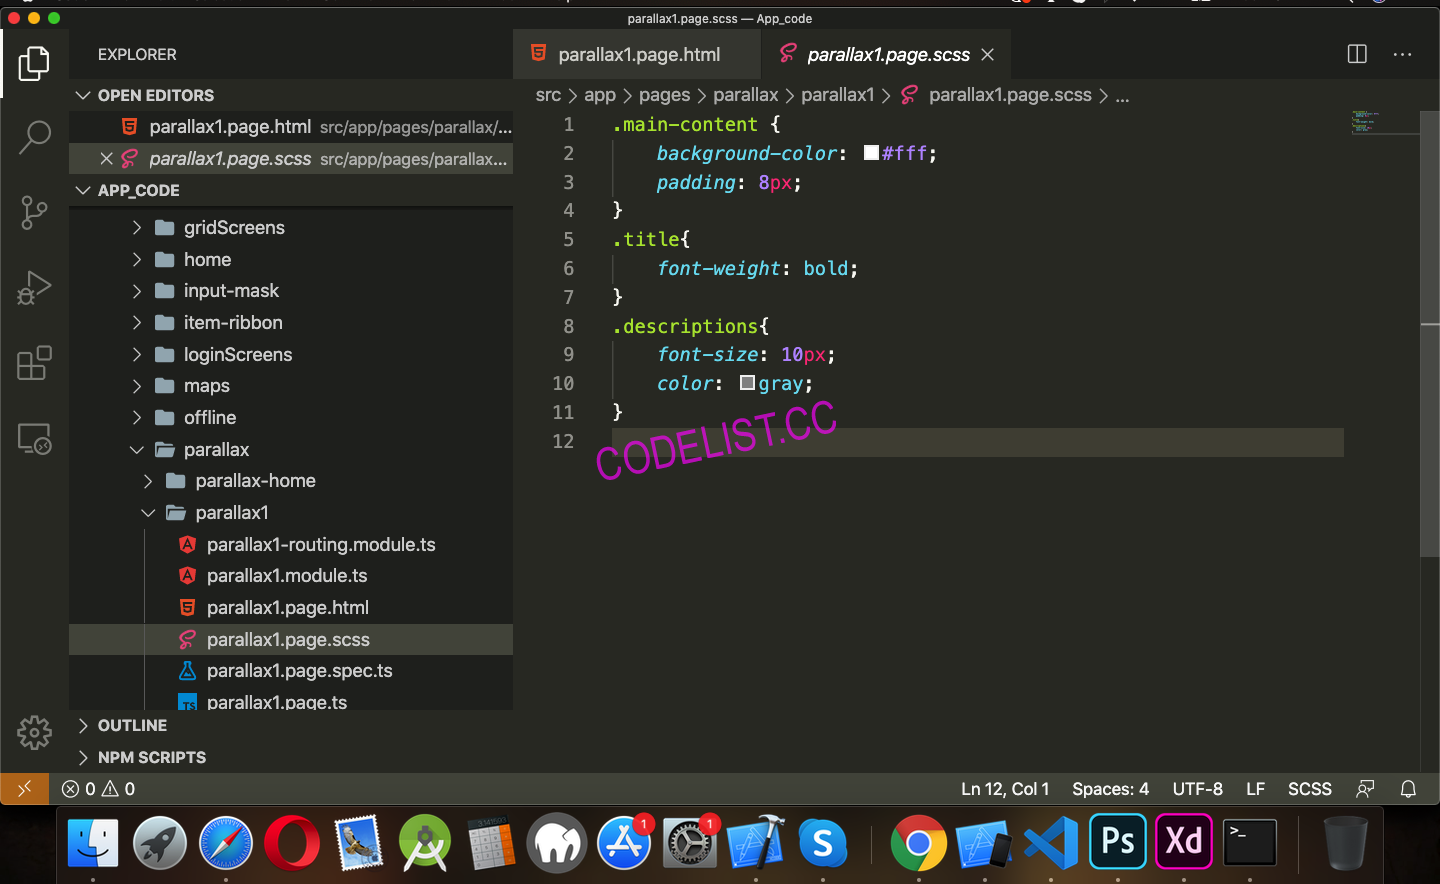 parallax1.page.scss — App_code
EXPLORER
OPEN EDITORS
parallax1.page.html src/app/pages/parallax/...
parallax1.page.scss src/app/pages/parallax...
APP_CODE
gridScreens
home
input-mask
item-ribbon
loginScreens
maps
offline
parallax
parallax-home
parallax1
parallax1-routing.module.ts
parallax1.module.ts
parallax1.page.html
parallax1.page.scss
parallax1.page.spec.ts
TS parallax1.page.ts
OUTLINE
NPM SCRIPTS
parallax1.page.html
parallax1.page.scss
src > app > pages > parallax > parallax1 > parallax1.page.scss > ...
1 .main-content {
2 background-color: #fff;
3 padding: 8px;
4 }
5 .title{
6 font-weight: bold;
7 }
8 .descriptions{
9 font-size: 10px;
10 color: gray;
11 }
12
CODELIST.CC
0 0
Ln 12, Col 1 Spaces: 4 UTF-8 LF SCSS
1
1
S
Ps
Xd
>_